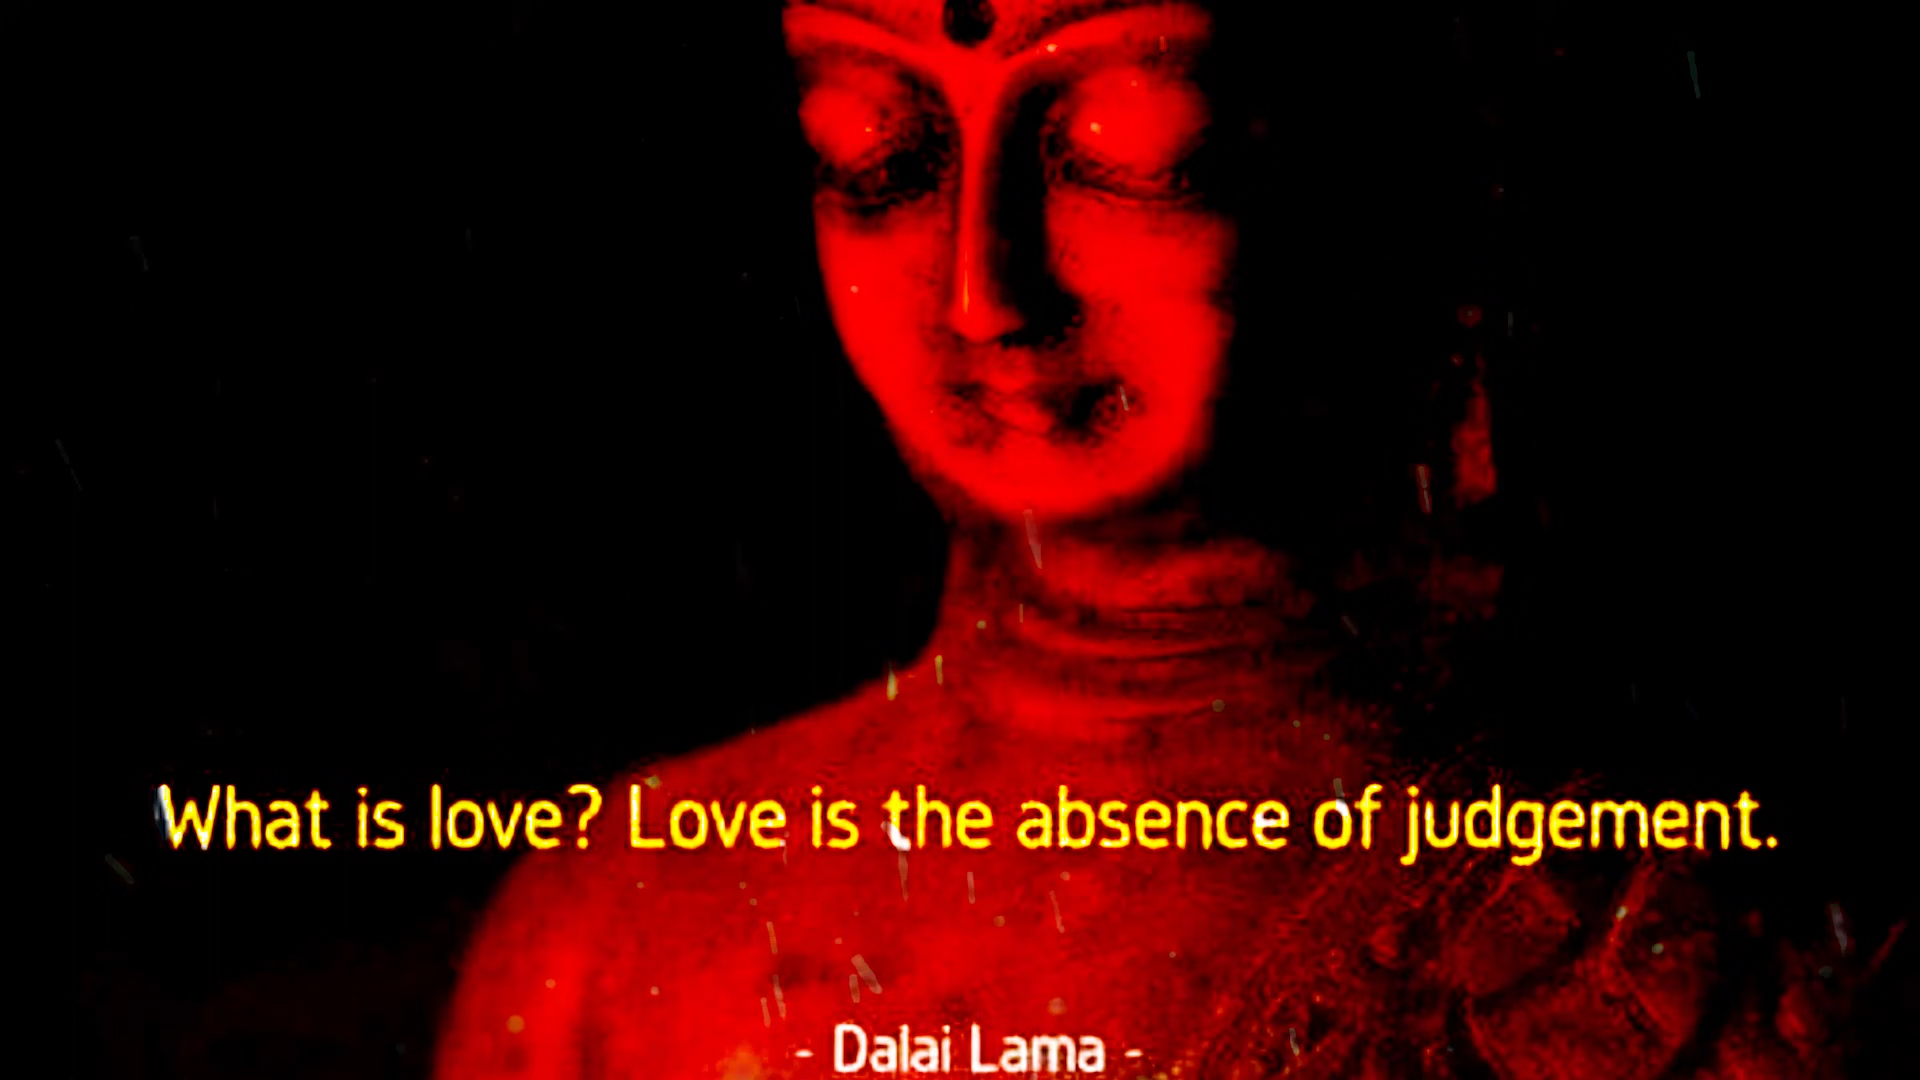 What is love? Love is the absence of judgement.
- Dalai Lama -